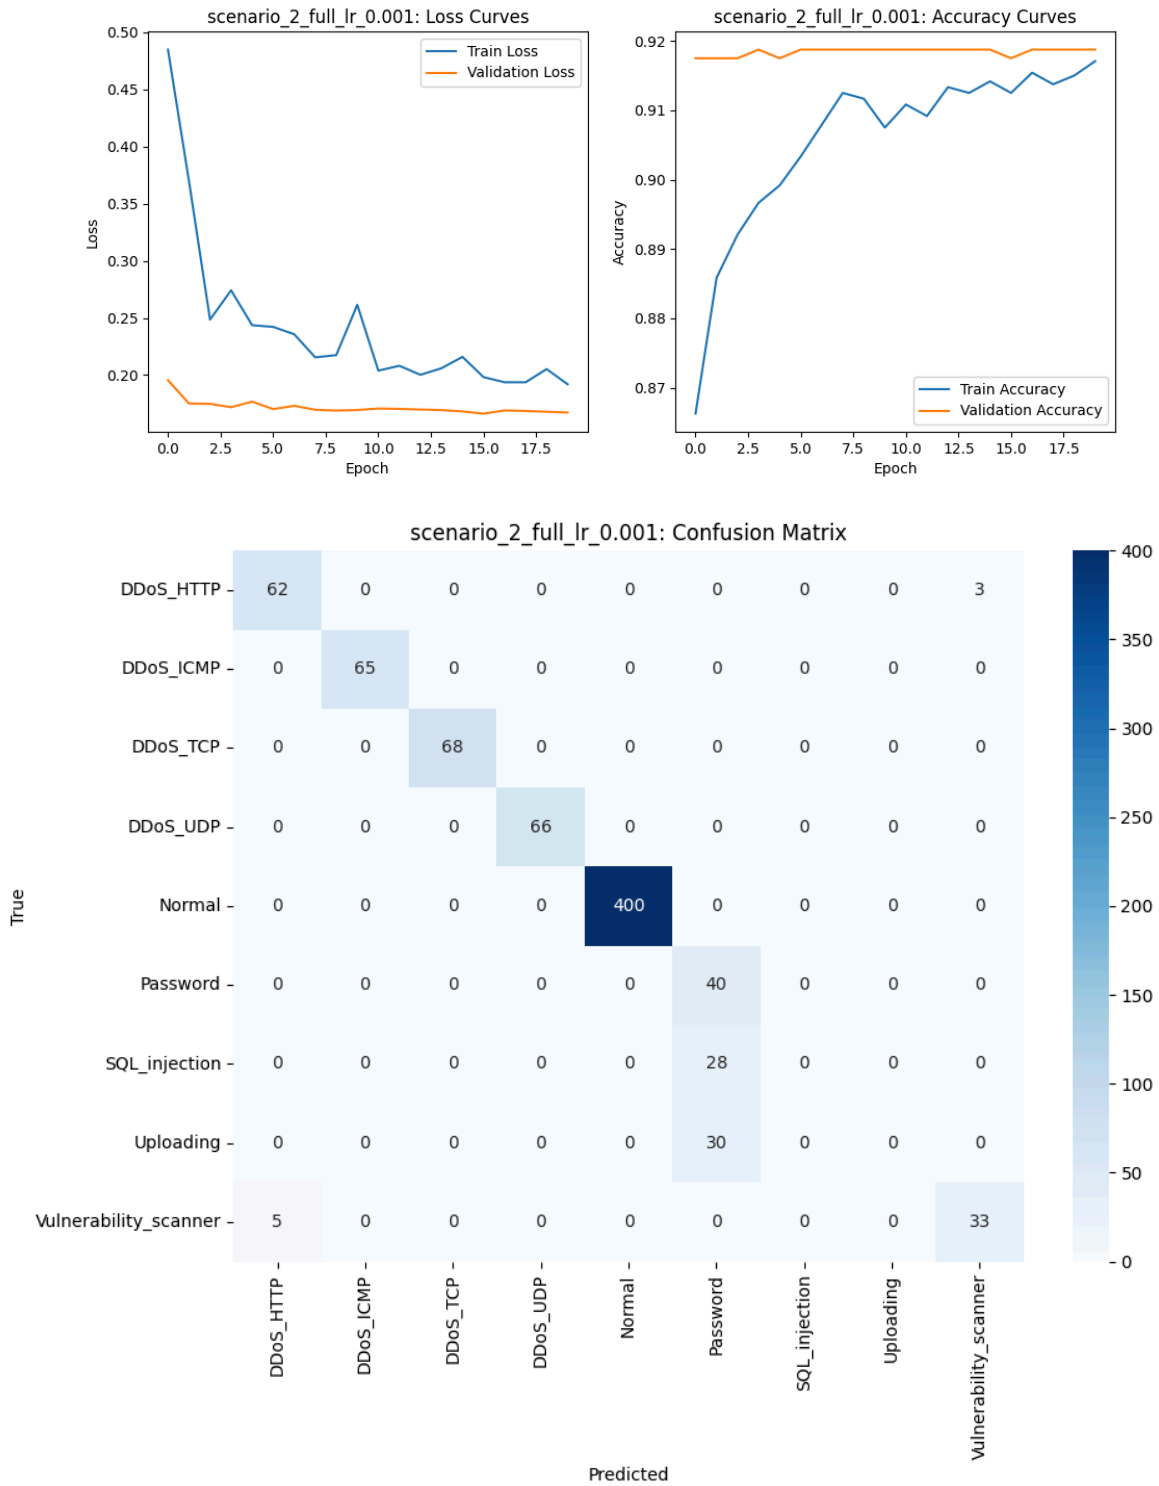 scenario_2_full_lr_0.001: Loss Curves
0.50
0.45
0.40
0.35
0.30
0.25
0.20
Loss
Train Loss
Validation Loss
0.0 2.5 5.0 7.5 10.0 12.5 15.0 17.5
Epoch
scenario_2_full_lr_0.001: Accuracy Curves
0.92
0.91
0.90
0.89
0.88
0.87
Accuracy
Train Accuracy
Validation Accuracy
0.0 2.5 5.0 7.5 10.0 12.5 15.0 17.5
Epoch
scenario_2_full_lr_0.001: Confusion Matrix
True
DDoS_HTTP 62 0 0 0 0 0 0 0 3
DDoS_ICMP 0 65 0 0 0 0 0 0 0
DDoS_TCP 0 0 68 0 0 0 0 0 0
DDoS_UDP 0 0 0 66 0 0 0 0 0
Normal 0 0 0 0 400 0 0 0 0
Password 0 0 0 0 0 40 0 0 0
SQL_injection 0 0 0 0 0 28 0 0 0
Uploading 0 0 0 0 0 30 0 0 0
Vulnerability_scanner 5 0 0 0 0 0 0 0 33
DDoS_HTTP
DDoS_ICMP
DDoS_TCP
DDoS_UDP
Normal
Password
SQL_injection
Uploading
Vulnerability_scanner
Predicted
400
350
300
250
200
150
100
50
0